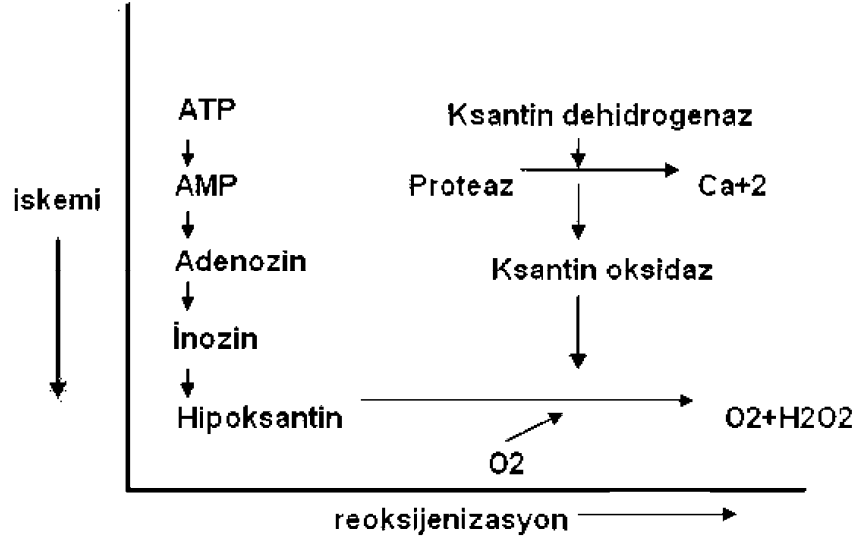 ATP
Ksantin dehidrogenaz
iskemi
AMP
Proteaz
Ca+2
Adenozin
Ksantin oksidaz
İnozin
Hipoksantin
O2+H2O2
O2
reoksijenizasyon